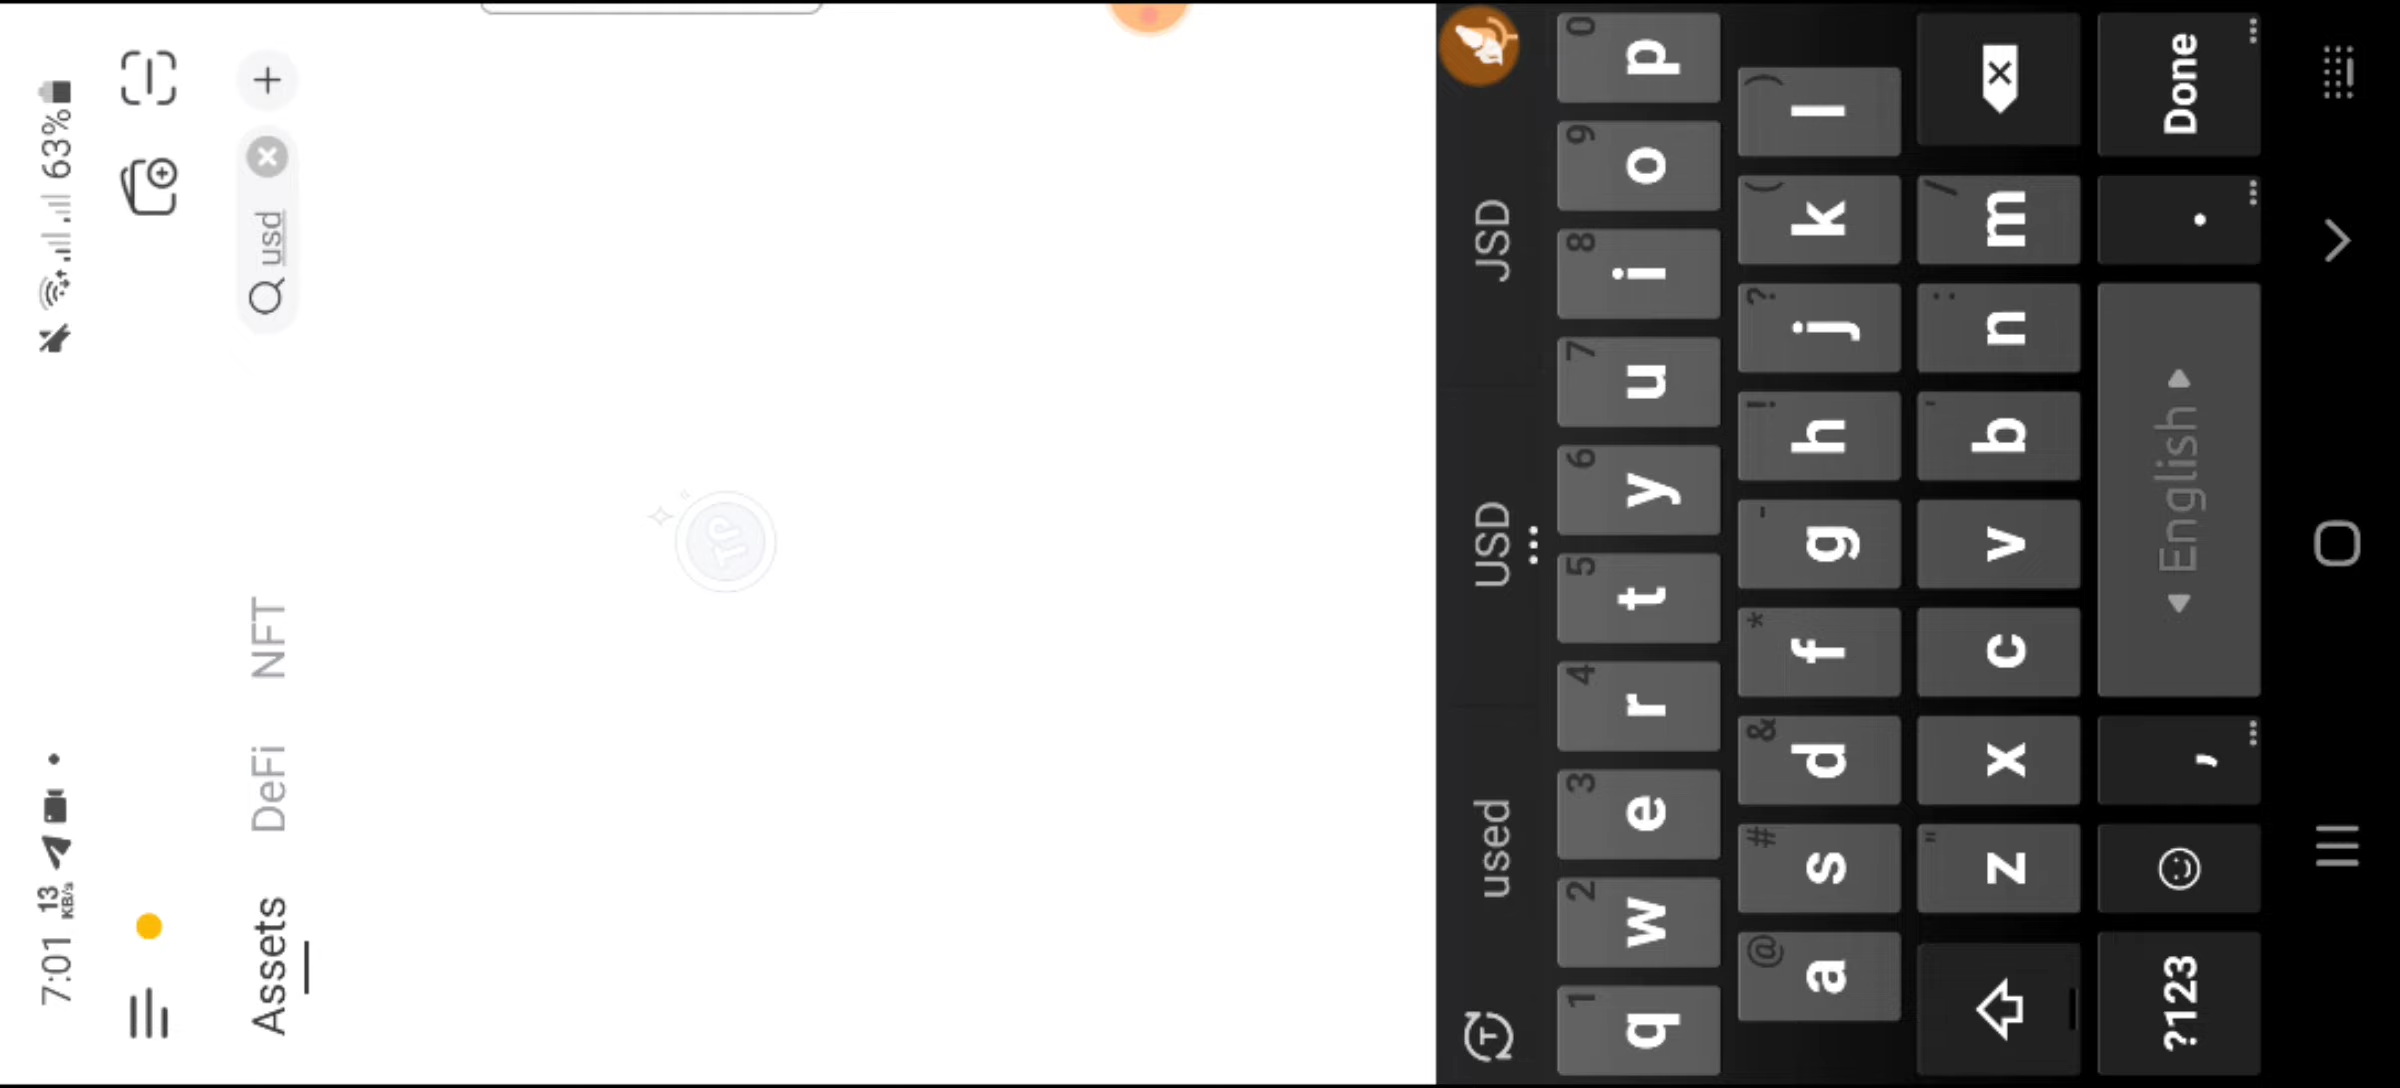 7:01 13 KB/s 63%
Assets DeFi NFT usd
TP
used USD JSD
1 2 3 4 5 6 7 8 9 0
q w e r t y u i o p
@ # & * - ! ? ( )
a s d f g h j k l
" ' : /
z x c v b n m
?123 , English . Done